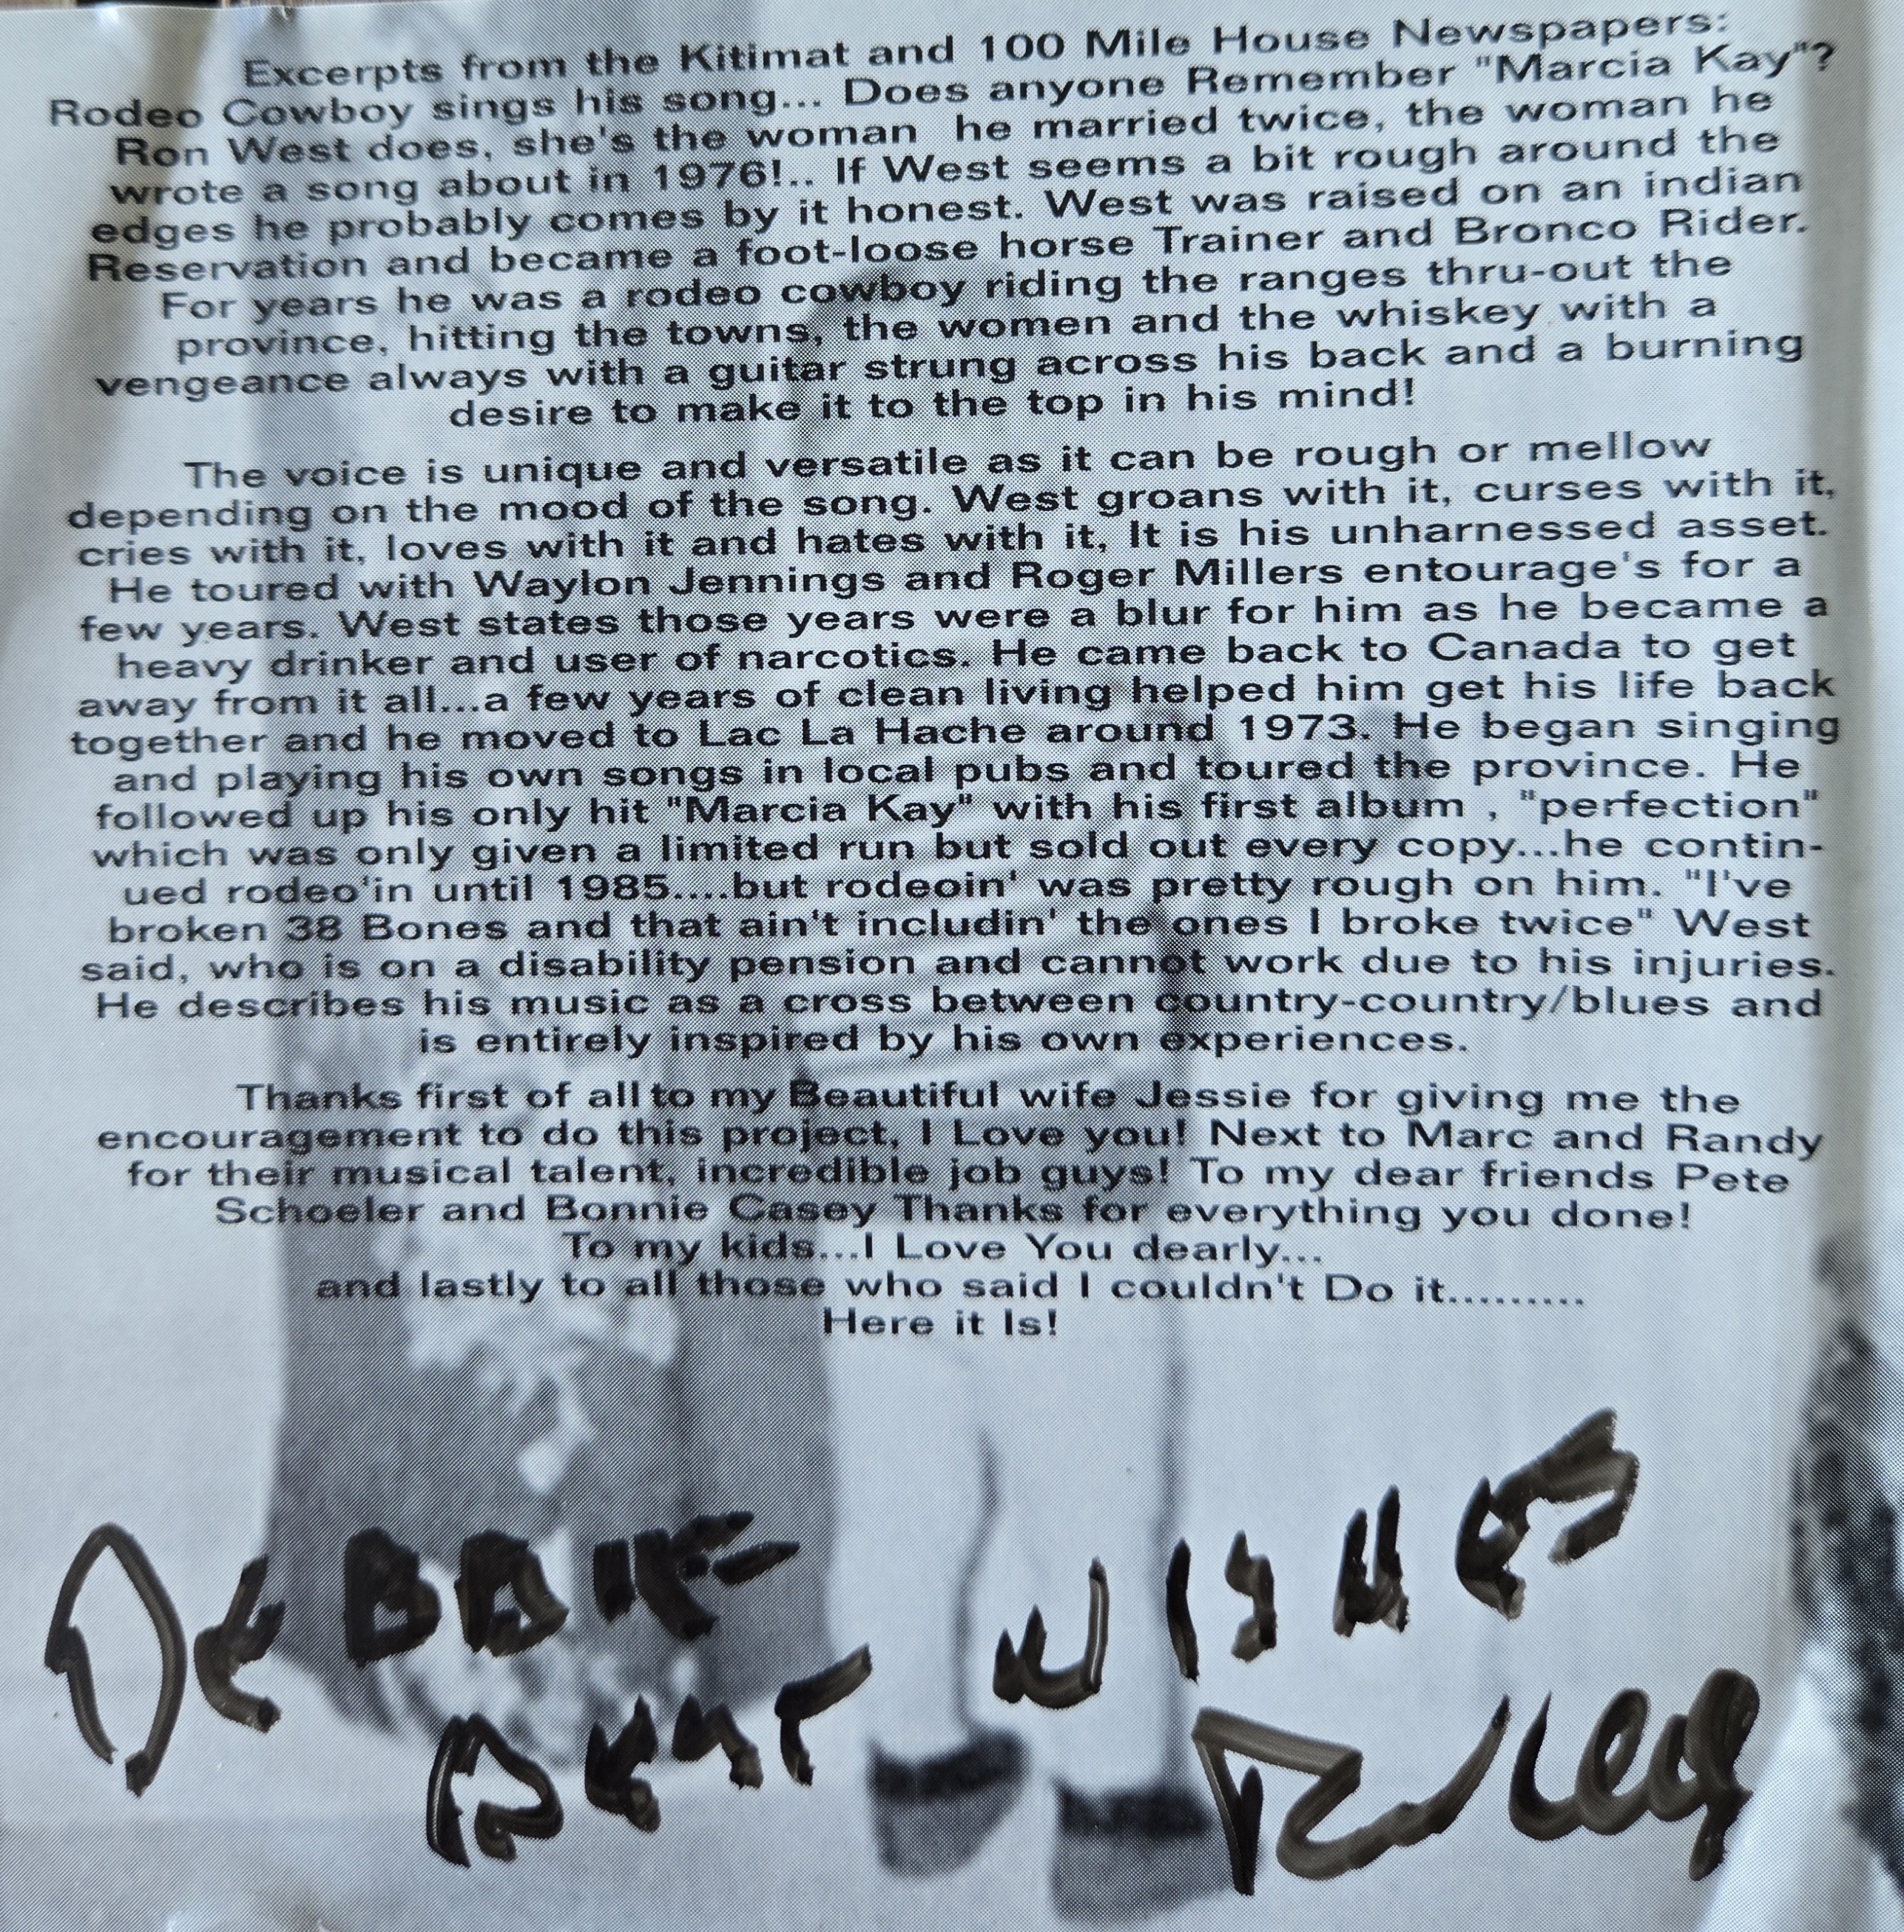 Excerpts from the Kitimat and 100 Mile House Newspapers:
Rodeo Cowboy sings his song... Does anyone Remember "Marcia Kay"?
Ron West does, she's the woman he married twice, the woman he
wrote a song about in 1976!.. If West seems a bit rough around the
edges he probably comes by it honest. West was raised on an indian
Reservation and became a foot-loose horse Trainer and Bronco Rider.
For years he was a rodeo cowboy riding the ranges thru-out the
province, hitting the towns, the women and the whiskey with a
vengeance always with a guitar strung across his back and a burning
desire to make it to the top in his mind!
The voice is unique and versatile as it can be rough or mellow
depending on the mood of the song. West groans with it, curses with it,
cries with it, loves with it and hates with it, It is his unharnessed asset.
He toured with Waylon Jennings and Roger Millers entourage's for a
few years. West states those years were a blur for him as he became a
heavy drinker and user of narcotics. He came back to Canada to get
away from it all...a few years of clean living helped him get his life back
together and he moved to Lac La Hache around 1973. He began singing
and playing his own songs in local pubs and toured the province. He
followed up his only hit "Marcia Kay" with his first album , "perfection"
which was only given a limited run but sold out every copy...he contin-
ued rodeo'in until 1985....but rodeoin' was pretty rough on him. "I've
broken 38 Bones and that ain't includin' the ones I broke twice" West
said, who is on a disability pension and cannot work due to his injuries.
He describes his music as a cross between country-country/blues and
is entirely inspired by his own experiences.
Thanks first of all to my Beautiful wife Jessie for giving me the
encouragement to do this project, I Love you! Next to Marc and Randy
for their musical talent, incredible job guys! To my dear friends Pete
Schoeler and Bonnie Casey Thanks for everything you done!
To my kids...I Love You dearly...
and lastly to all those who said I couldn't Do it.........
Here it Is!
DEBBIE
BEST WISHES